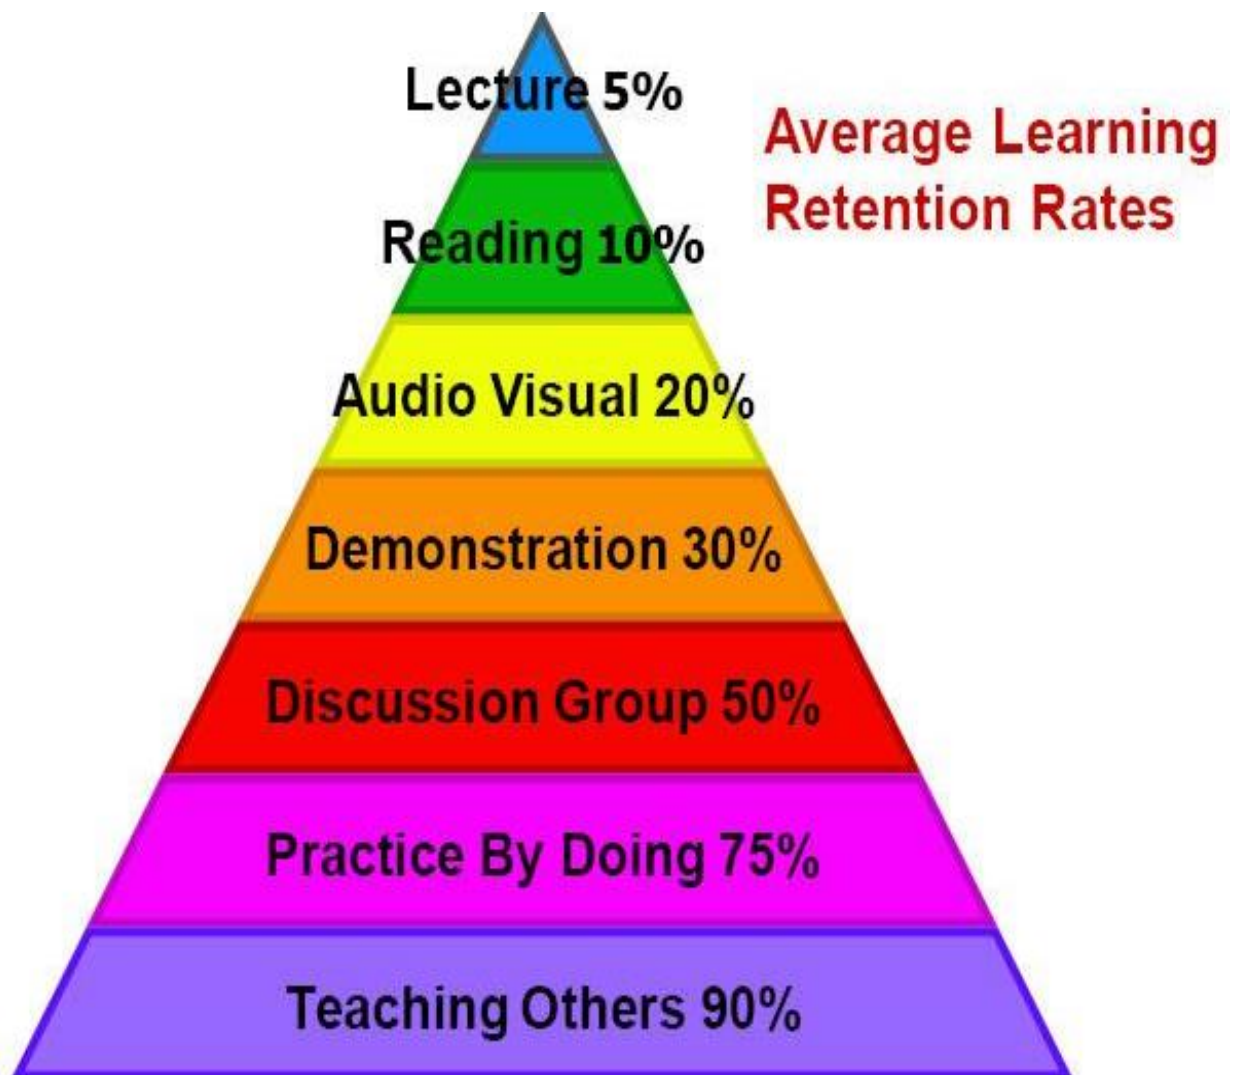 Lecture 5%
Average Learning
Retention Rates
Reading 10%
Audio Visual 20%
Demonstration 30%
Discussion Group 50%
Practice By Doing 75%
Teaching Others 90%